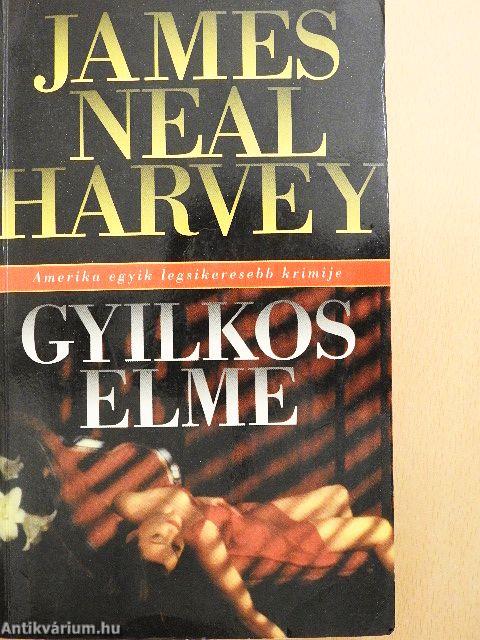 JAMES
NEAL
HARVEY
Amerika egyik legsikeresebb krimije
GYILKOS
ELME
Antikvárium.hu